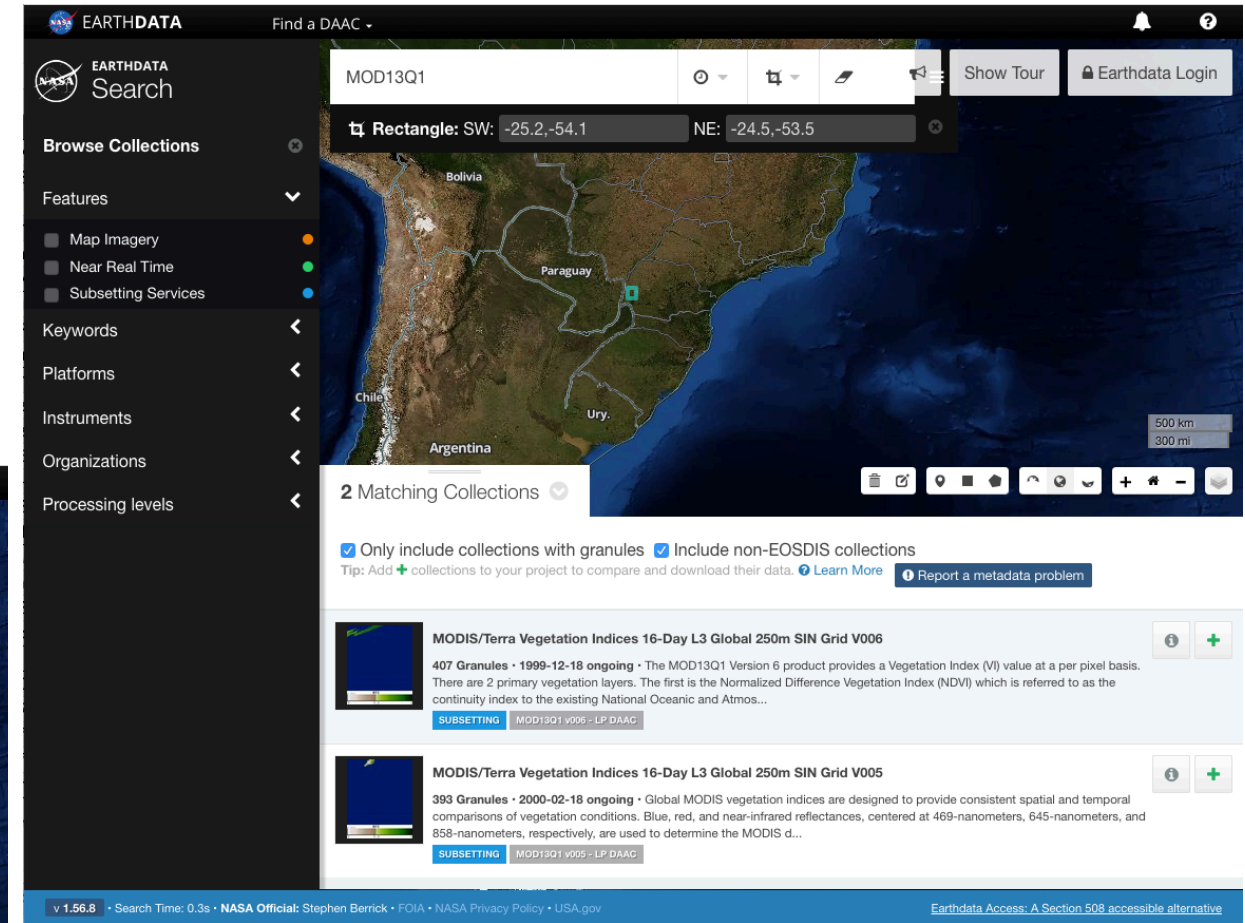 EARTHDATA
Find a DAAC
EARTHDATA
Search
MOD13Q1
Show Tour
Earthdata Login
Rectangle: SW: -25.2,-54.1 NE: -24.5,-53.5
Browse Collections
Features
Map Imagery
Near Real Time
Subsetting Services
Keywords
Platforms
Instruments
Organizations
Processing levels
Bolivia
Paraguay
Chile
Ury.
Argentina
500 km
300 mi
2 Matching Collections
Only include collections with granules Include non-EOSDIS collections
Tip: Add + collections to your project to compare and download their data. Learn More
Report a metadata problem
MODIS/Terra Vegetation Indices 16-Day L3 Global 250m SIN Grid V006
407 Granules • 1999-12-18 ongoing • The MOD13Q1 Version 6 product provides a Vegetation Index (VI) value at a per pixel basis.
There are 2 primary vegetation layers. The first is the Normalized Difference Vegetation Index (NDVI) which is referred to as the
continuity index to the existing National Oceanic and Atmos...
SUBSETTING MOD13Q1 v006 - LP DAAC
MODIS/Terra Vegetation Indices 16-Day L3 Global 250m SIN Grid V005
393 Granules • 2000-02-18 ongoing • Global MODIS vegetation indices are designed to provide consistent spatial and temporal
comparisons of vegetation conditions. Blue, red, and near-infrared reflectances, centered at 469-nanometers, 645-nanometers, and
858-nanometers, respectively, are used to determine the MODIS d...
SUBSETTING MOD13Q1 v005 - LP DAAC
v 1.56.8 • Search Time: 0.3s • NASA Official: Stephen Berrick • FOIA • NASA Privacy Policy • USA.gov
Earthdata Access: A Section 508 accessible alternative